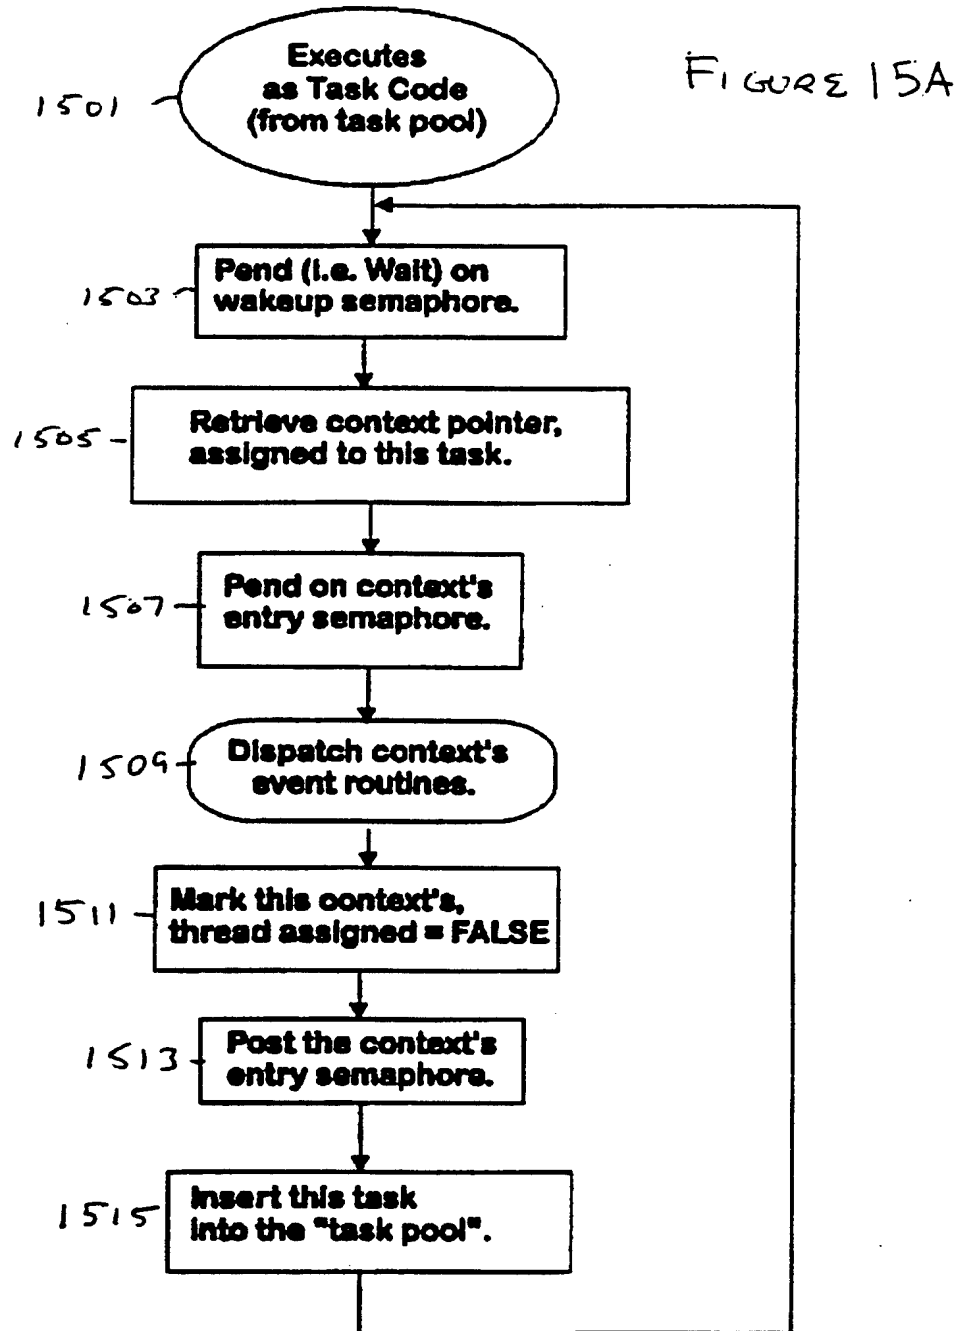 FIGURE 15A
1501
Executes
as Task Code
(from task pool)
1503
Pend (i.e. Wait) on
wakeup semaphore.
1505
Retrieve context pointer,
assigned to this task.
1507
Pend on context's
entry semaphore.
1509
Dispatch context's
event routines.
1511
Mark this context's,
thread assigned = FALSE
1513
Post the context's
entry semaphore.
1515
Insert this task
into the "task pool".